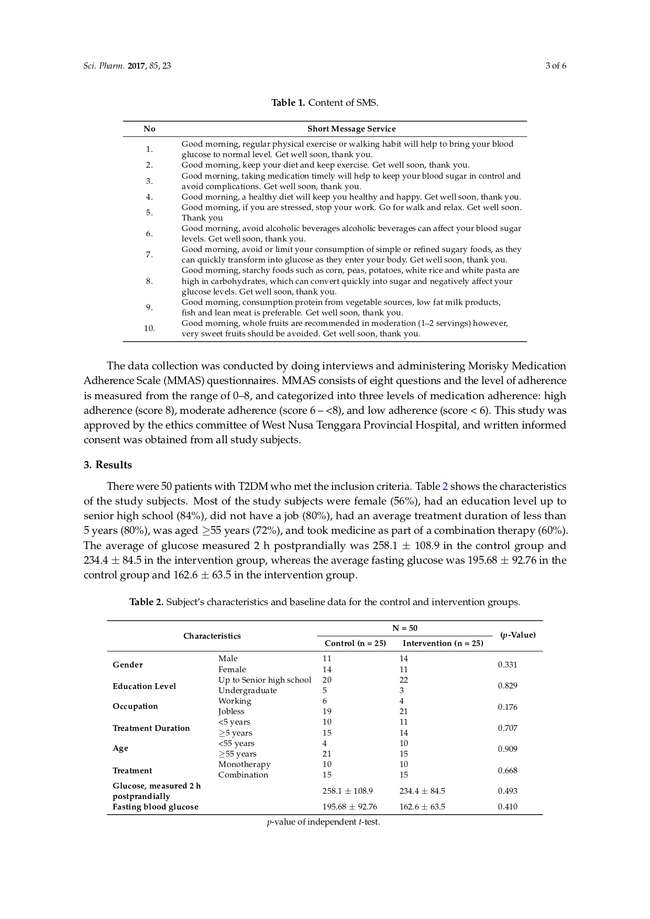 Sci. Pharm. 2017, 85, 23 3 of 6
Table 1. Content of SMS.
No Short Message Service
1. Good morning, regular physical exercise or walking habit will help to bring your blood
glucose to normal level. Get well soon, thank you.
2. Good morning, keep your diet and keep exercise. Get well soon, thank you.
3. Good morning, taking medication timely will help to keep your blood sugar in control and
avoid complications. Get well soon, thank you.
4. Good morning, a healthy diet will keep you healthy and happy. Get well soon, thank you.
5. Good morning, if you are stressed, stop your work. Go for walk and relax. Get well soon.
Thank you
6. Good morning, avoid alcoholic beverages alcoholic beverages can affect your blood sugar
levels. Get well soon, thank you.
7. Good morning, avoid or limit your consumption of simple or refined sugary foods, as they
can quickly transform into glucose as they enter your body. Get well soon, thank you.
8. Good morning, starchy foods such as corn, peas, potatoes, white rice and white pasta are
high in carbohydrates, which can convert quickly into sugar and negatively affect your
glucose levels. Get well soon, thank you.
9. Good morning, consumption protein from vegetable sources, low fat milk products,
fish and lean meat is preferable. Get well soon, thank you.
10. Good morning, whole fruits are recommended in moderation (1–2 servings) however,
very sweet fruits should be avoided. Get well soon, thank you.
The data collection was conducted by doing interviews and administering Morisky Medication
Adherence Scale (MMAS) questionnaires. MMAS consists of eight questions and the level of adherence
is measured from the range of 0–8, and categorized into three levels of medication adherence: high
adherence (score 8), moderate adherence (score 6 – <8), and low adherence (score < 6). This study was
approved by the ethics committee of West Nusa Tenggara Provincial Hospital, and written informed
consent was obtained from all study subjects.
3. Results
There were 50 patients with T2DM who met the inclusion criteria. Table 2 shows the characteristics
of the study subjects. Most of the study subjects were female (56%), had an education level up to
senior high school (84%), did not have a job (80%), had an average treatment duration of less than
5 years (80%), was aged ≥55 years (72%), and took medicine as part of a combination therapy (60%).
The average of glucose measured 2 h postprandially was 258.1 ± 108.9 in the control group and
234.4 ± 84.5 in the intervention group, whereas the average fasting glucose was 195.68 ± 92.76 in the
control group and 162.6 ± 63.5 in the intervention group.
Table 2. Subject's characteristics and baseline data for the control and intervention groups.
Characteristics N = 50 (p-Value)
Control (n = 25) Intervention (n = 25)
Gender Male 11 14 0.331
Female 14 11
Education Level Up to Senior high school 20 22 0.829
Undergraduate 5 3
Occupation Working 6 4 0.176
Jobless 19 21
Treatment Duration <5 years 10 11 0.707
≥5 years 15 14
Age <55 years 4 10 0.909
≥55 years 21 15
Treatment Monotherapy 10 10 0.668
Combination 15 15
Glucose, measured 2 h
postprandially 258.1 ± 108.9 234.4 ± 84.5 0.493
Fasting blood glucose 195.68 ± 92.76 162.6 ± 63.5 0.410
p-value of independent t-test.